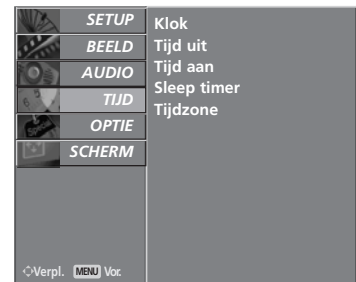 SETUP
BEELD
AUDIO
TIJD
OPTIE
SCHERM
Klok
Tijd uit
Tijd aan
Sleep timer
Tijdzone
Verpl. MENU Vor.